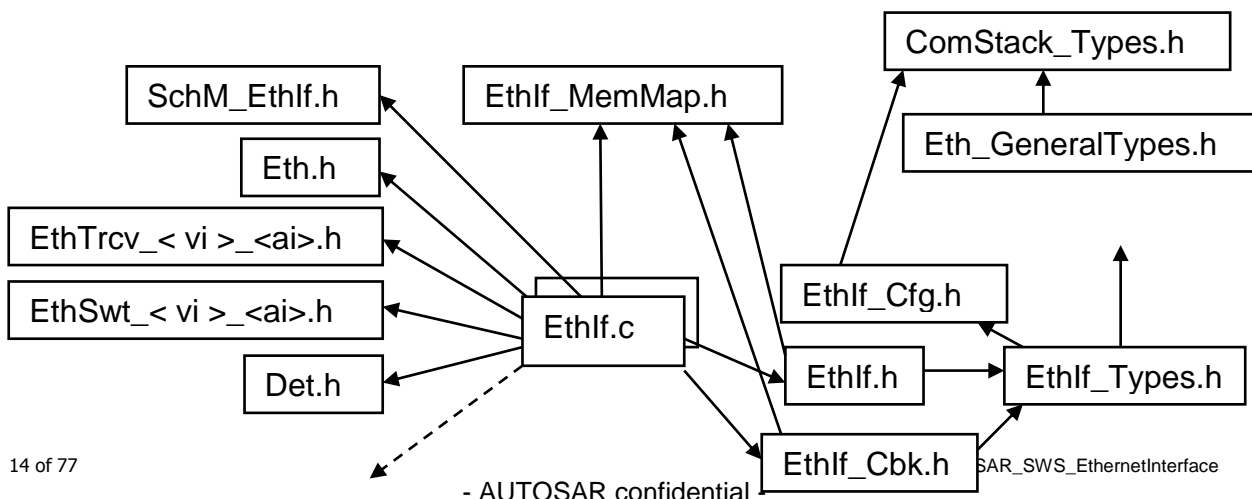 ComStack_Types.h
SchM_EthIf.h
EthIf_MemMap.h
Eth_GeneralTypes.h
Eth.h
EthTrcv_< vi >_<ai>.h
EthIf_Cfg.h
EthSwt_< vi >_<ai>.h
EthIf.c
EthIf.h
EthIf_Types.h
Det.h
EthIf_Cbk.h
14 of 77
SAR_SWS_EthernetInterface
- AUTOSAR confidential -